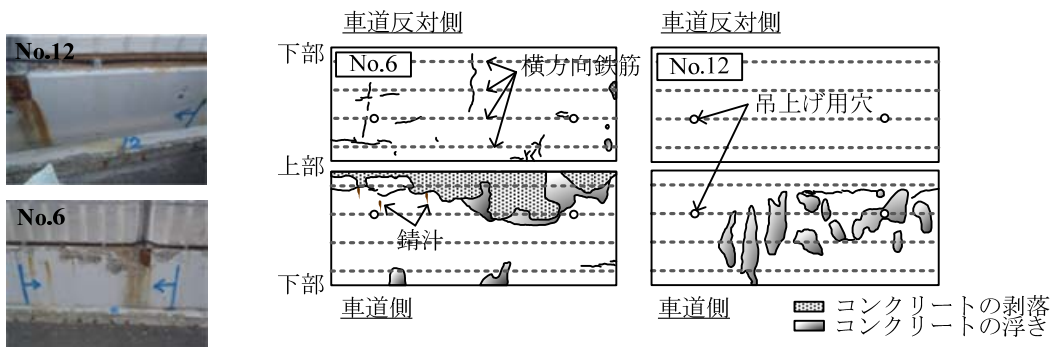 No.12
No.6
車道反対側
下部
No.6
横方向鉄筋
上部
錆汁
下部
車道側
車道反対側
No.12
吊上げ用穴
車道側
コンクリートの剥落
コンクリートの浮き
12